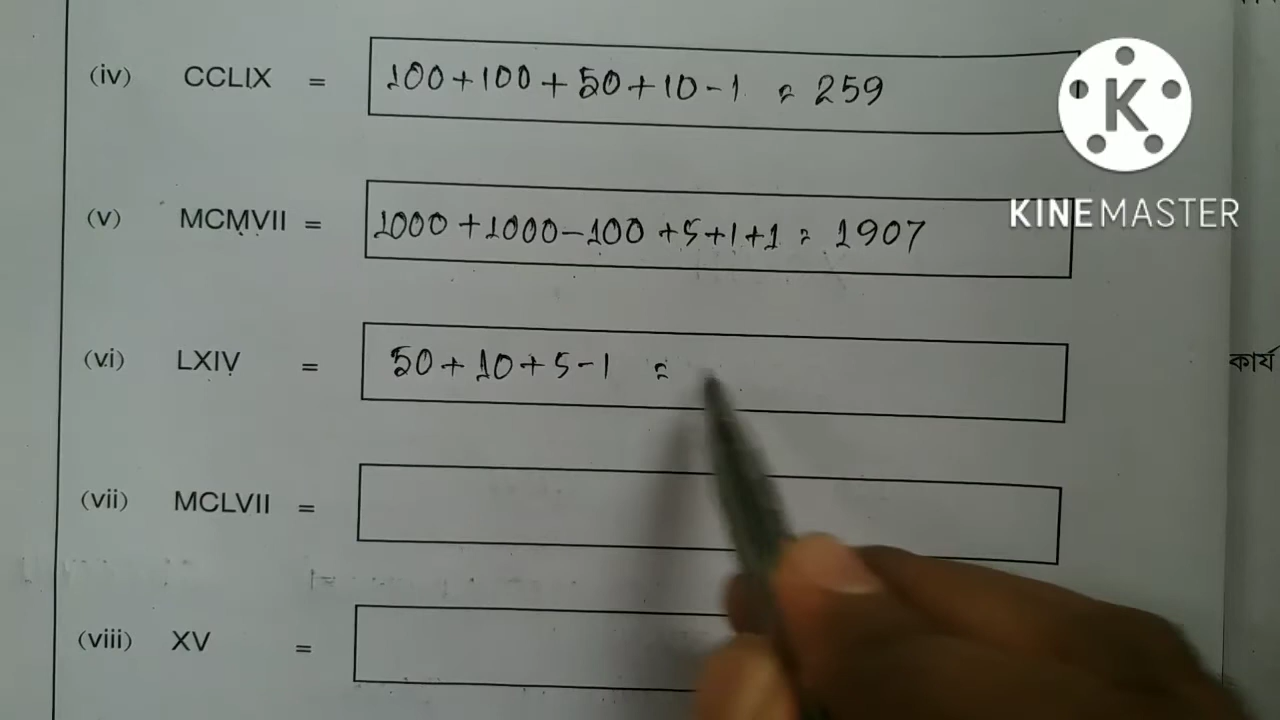 (iv) CCLIX = 100+100+50+10-1 = 259
(v) MCMVII = 1000+1000-100+5+1+1 = 1907
(vi) LXIV = 50+10+5-1 =
(vii) MCLVII =
(viii) XV =
K
KINEMASTER
কার্য